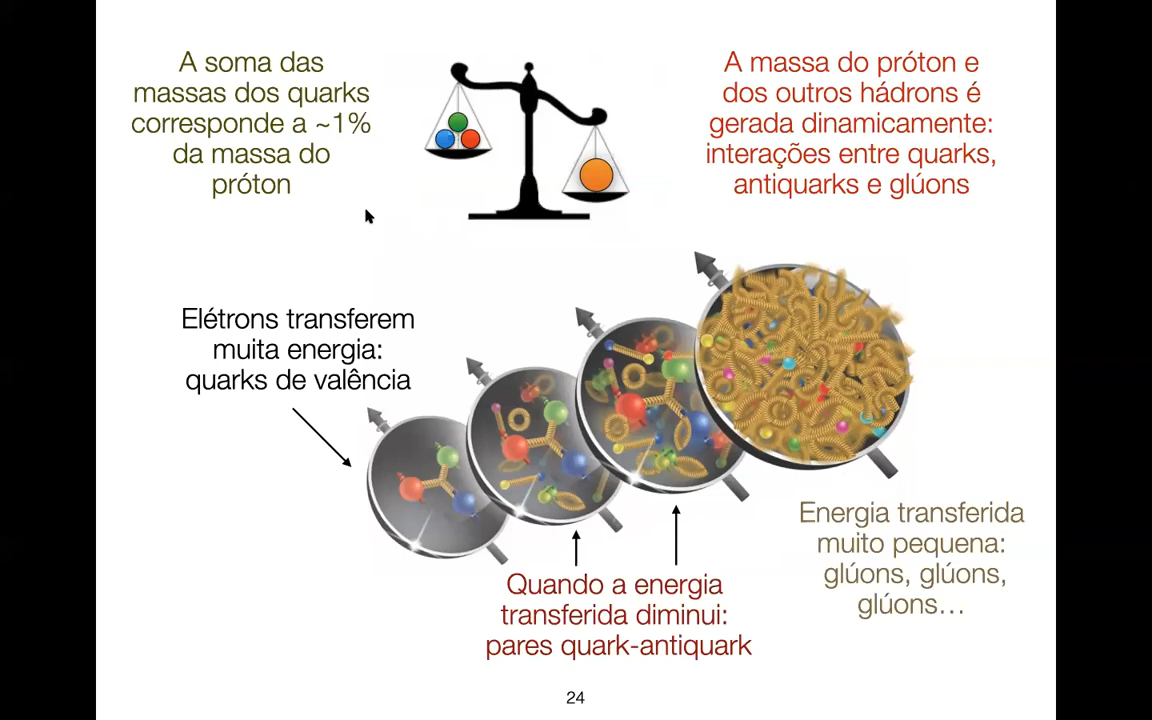 A soma das
massas dos quarks
corresponde a ~1%
da massa do
próton
A massa do próton e
dos outros hádrons é
gerada dinamicamente:
interações entre quarks,
antiquarks e glúons
Elétrons transferem
muita energia:
quarks de valência
Quando a energia
transferida diminui:
pares quark-antiquark
Energia transferida
muito pequena:
glúons, glúons,
glúons…
24